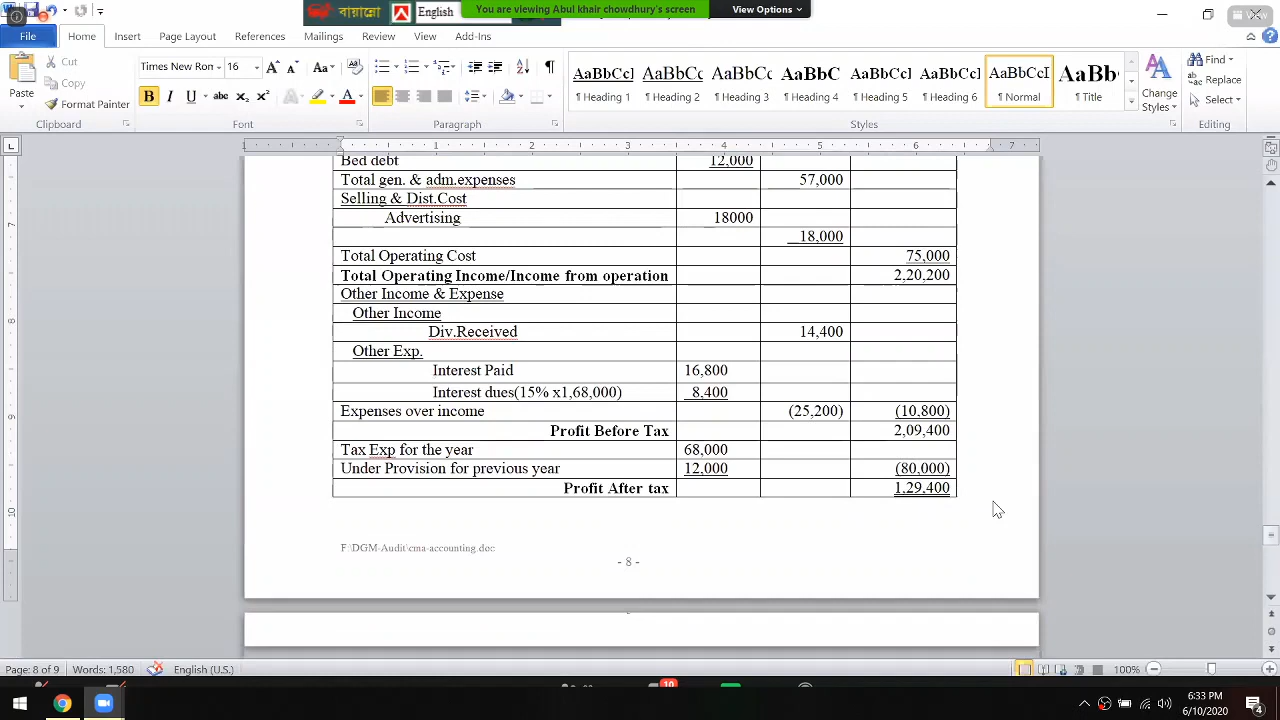 বায়ান্নো English You are viewing Abul khair chowdhury's screen View Options
File Home Insert Page Layout References Mailings Review View Add-Ins
Paste Cut Copy Format Painter
Times New Ron 16
AaBbCcI AaBbCc AaBbCc AaBbC AaBbCcI AaBbCcI AaBbCcI AaBb
¶ Heading 1 ¶ Heading 2 ¶ Heading 3 ¶ Heading 4 ¶ Heading 5 ¶ Heading 6 ¶ Normal ¶ Title
Change Styles
Find Replace Select
Clipboard Font Paragraph Styles Editing
Bed debt 12,000
Total gen. & adm.expenses 57,000
Selling & Dist.Cost
Advertising 18000
18,000
Total Operating Cost 75,000
Total Operating Income/Income from operation 2,20,200
Other Income & Expense
Other Income
Div.Received 14,400
Other Exp.
Interest Paid 16,800
Interest dues(15% x1,68,000) 8,400
Expenses over income (25,200) (10,800)
Profit Before Tax 2,09,400
Tax Exp for the year 68,000
Under Provision for previous year 12,000 (80,000)
Profit After tax 1,29,400
F:\DGM-Audit\cma-accounting.doc
- 8 -
Page: 8 of 9 Words: 1,580 English (U.S.) 100%
10
6:33 PM
6/10/2020
4